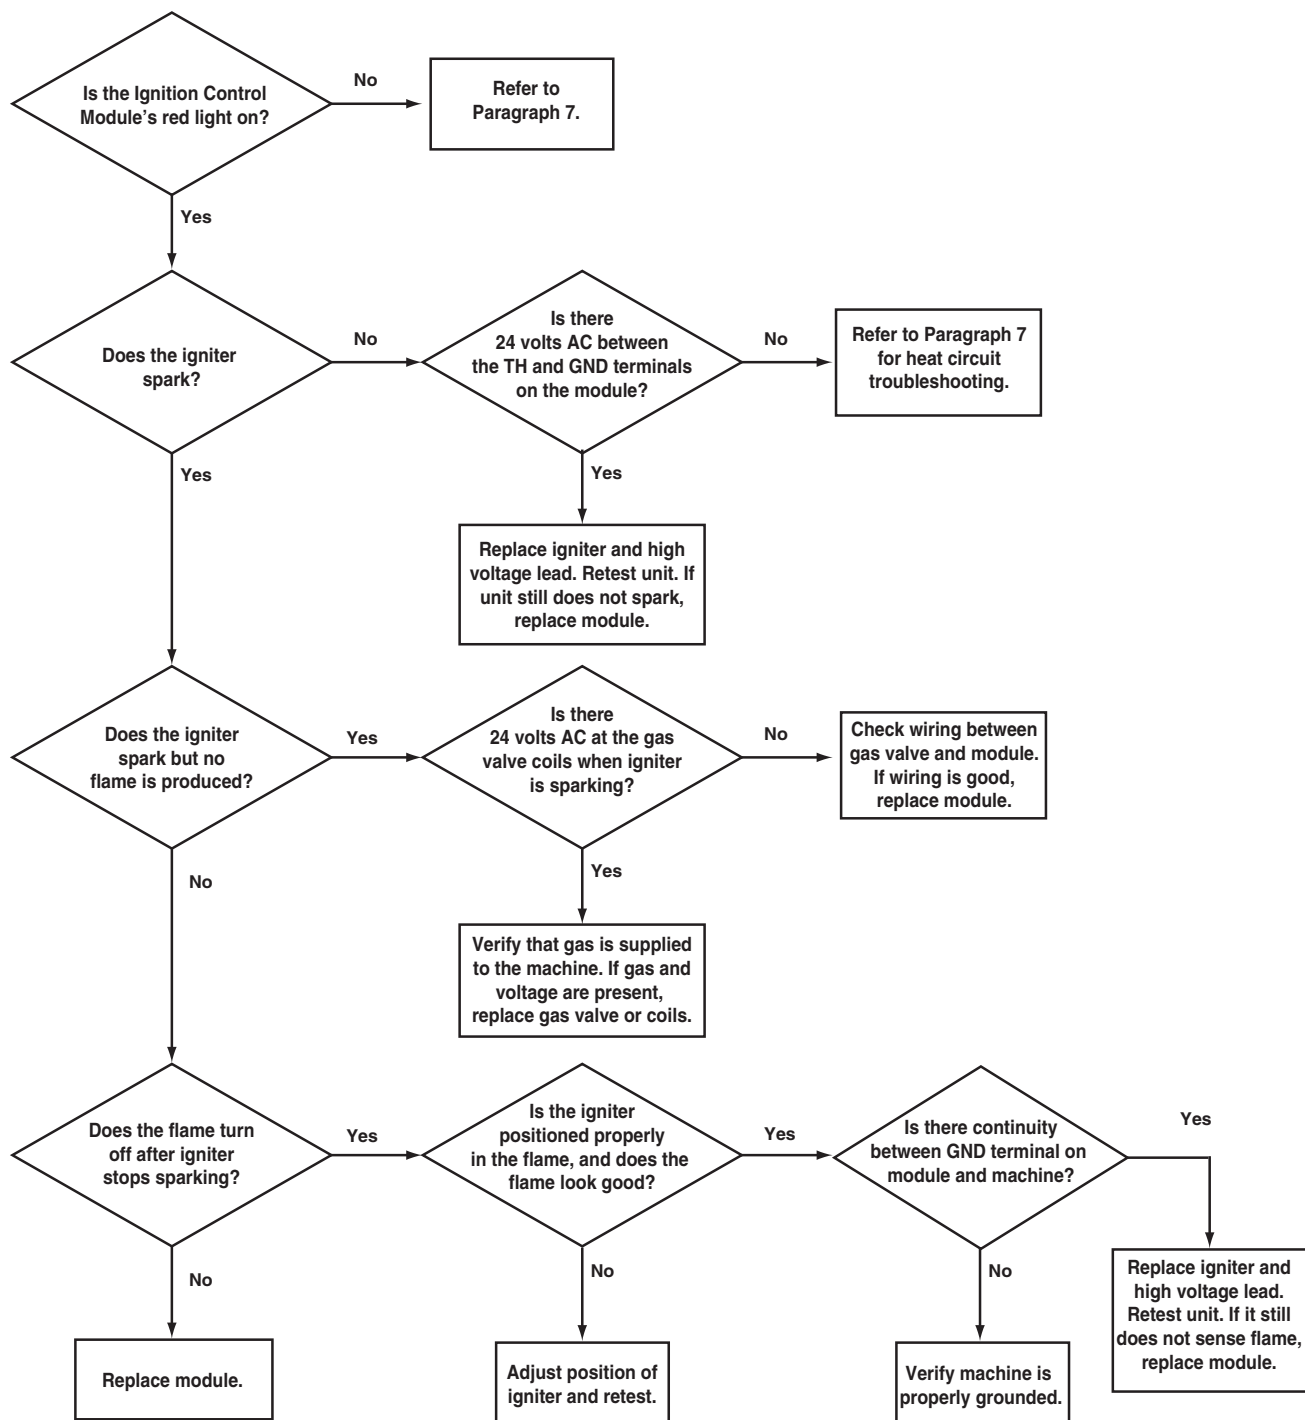 Is the Ignition Control
Module's red light on?
No
Refer to
Paragraph 7.
Yes
Does the igniter
spark?
No
Is there
24 volts AC between
the TH and GND terminals
on the module?
No
Refer to Paragraph 7
for heat circuit
troubleshooting.
Yes
Yes
Replace igniter and high
voltage lead. Retest unit. If
unit still does not spark,
replace module.
Does the igniter
spark but no
flame is produced?
Yes
Is there
24 volts AC at the gas
valve coils when igniter
is sparking?
No
Check wiring between
gas valve and module.
If wiring is good,
replace module.
No
Yes
Verify that gas is supplied
to the machine. If gas and
voltage are present,
replace gas valve or coils.
Does the flame turn
off after igniter
stops sparking?
Yes
Is the igniter
positioned properly
in the flame, and does the
flame look good?
Yes
Is there continuity
between GND terminal on
module and machine?
Yes
No
No
No
Replace igniter and
high voltage lead.
Retest unit. If it still
does not sense flame,
replace module.
Replace module.
Adjust position of
igniter and retest.
Verify machine is
properly grounded.